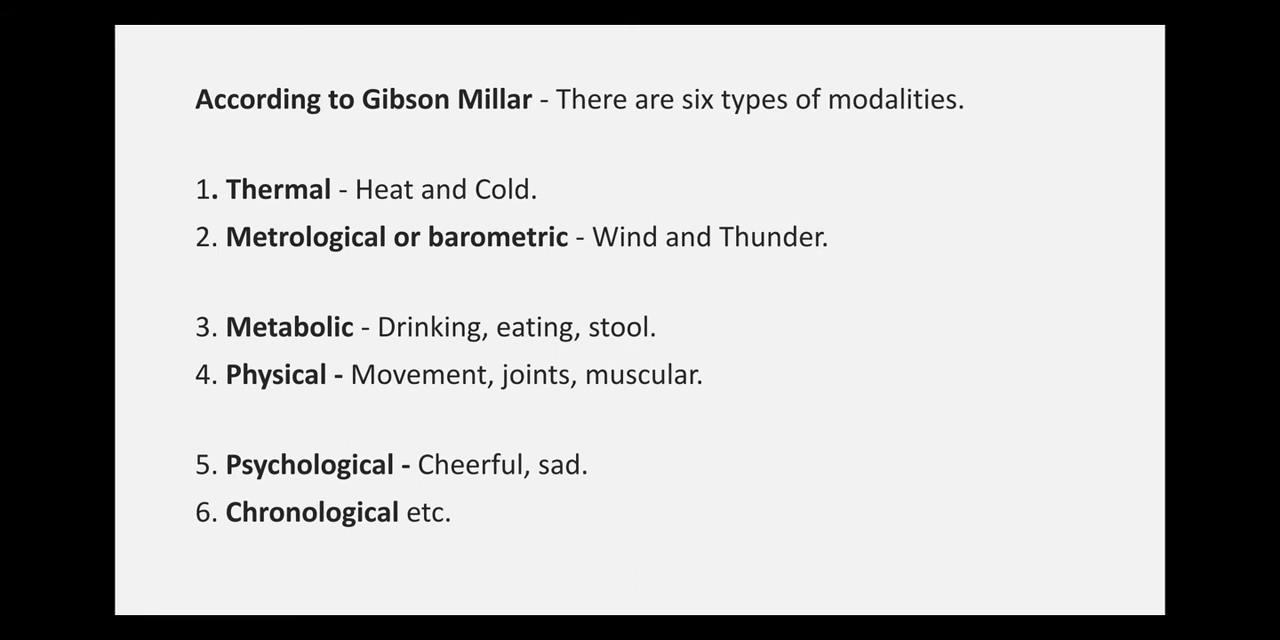 According to Gibson Millar - There are six types of modalities.
1. Thermal - Heat and Cold.
2. Metrological or barometric - Wind and Thunder.
3. Metabolic - Drinking, eating, stool.
4. Physical - Movement, joints, muscular.
5. Psychological - Cheerful, sad.
6. Chronological etc.